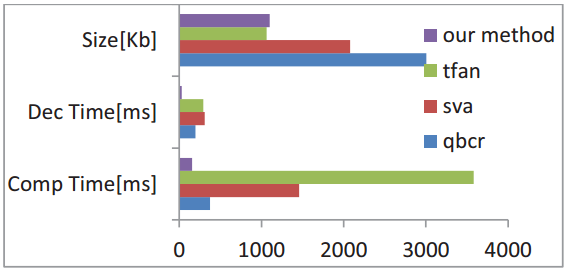 Size[Kb]
Dec Time[ms]
Comp Time[ms]
our method
tfan
sva
qbcr
0 1000 2000 3000 4000